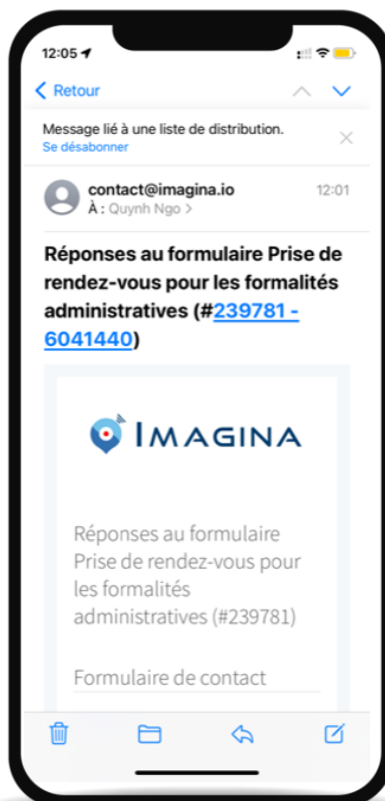 12:05
Retour
Message lié à une liste de distribution.
Se désabonner
contact@imagina.io
12:01
À : Quynh Ngo >
Réponses au formulaire Prise de
rendez-vous pour les formalités
administratives (#239781 -
6041440)
IMAGINA
Réponses au formulaire
Prise de rendez-vous pour
les formalités
administratives (#239781)
Formulaire de contact